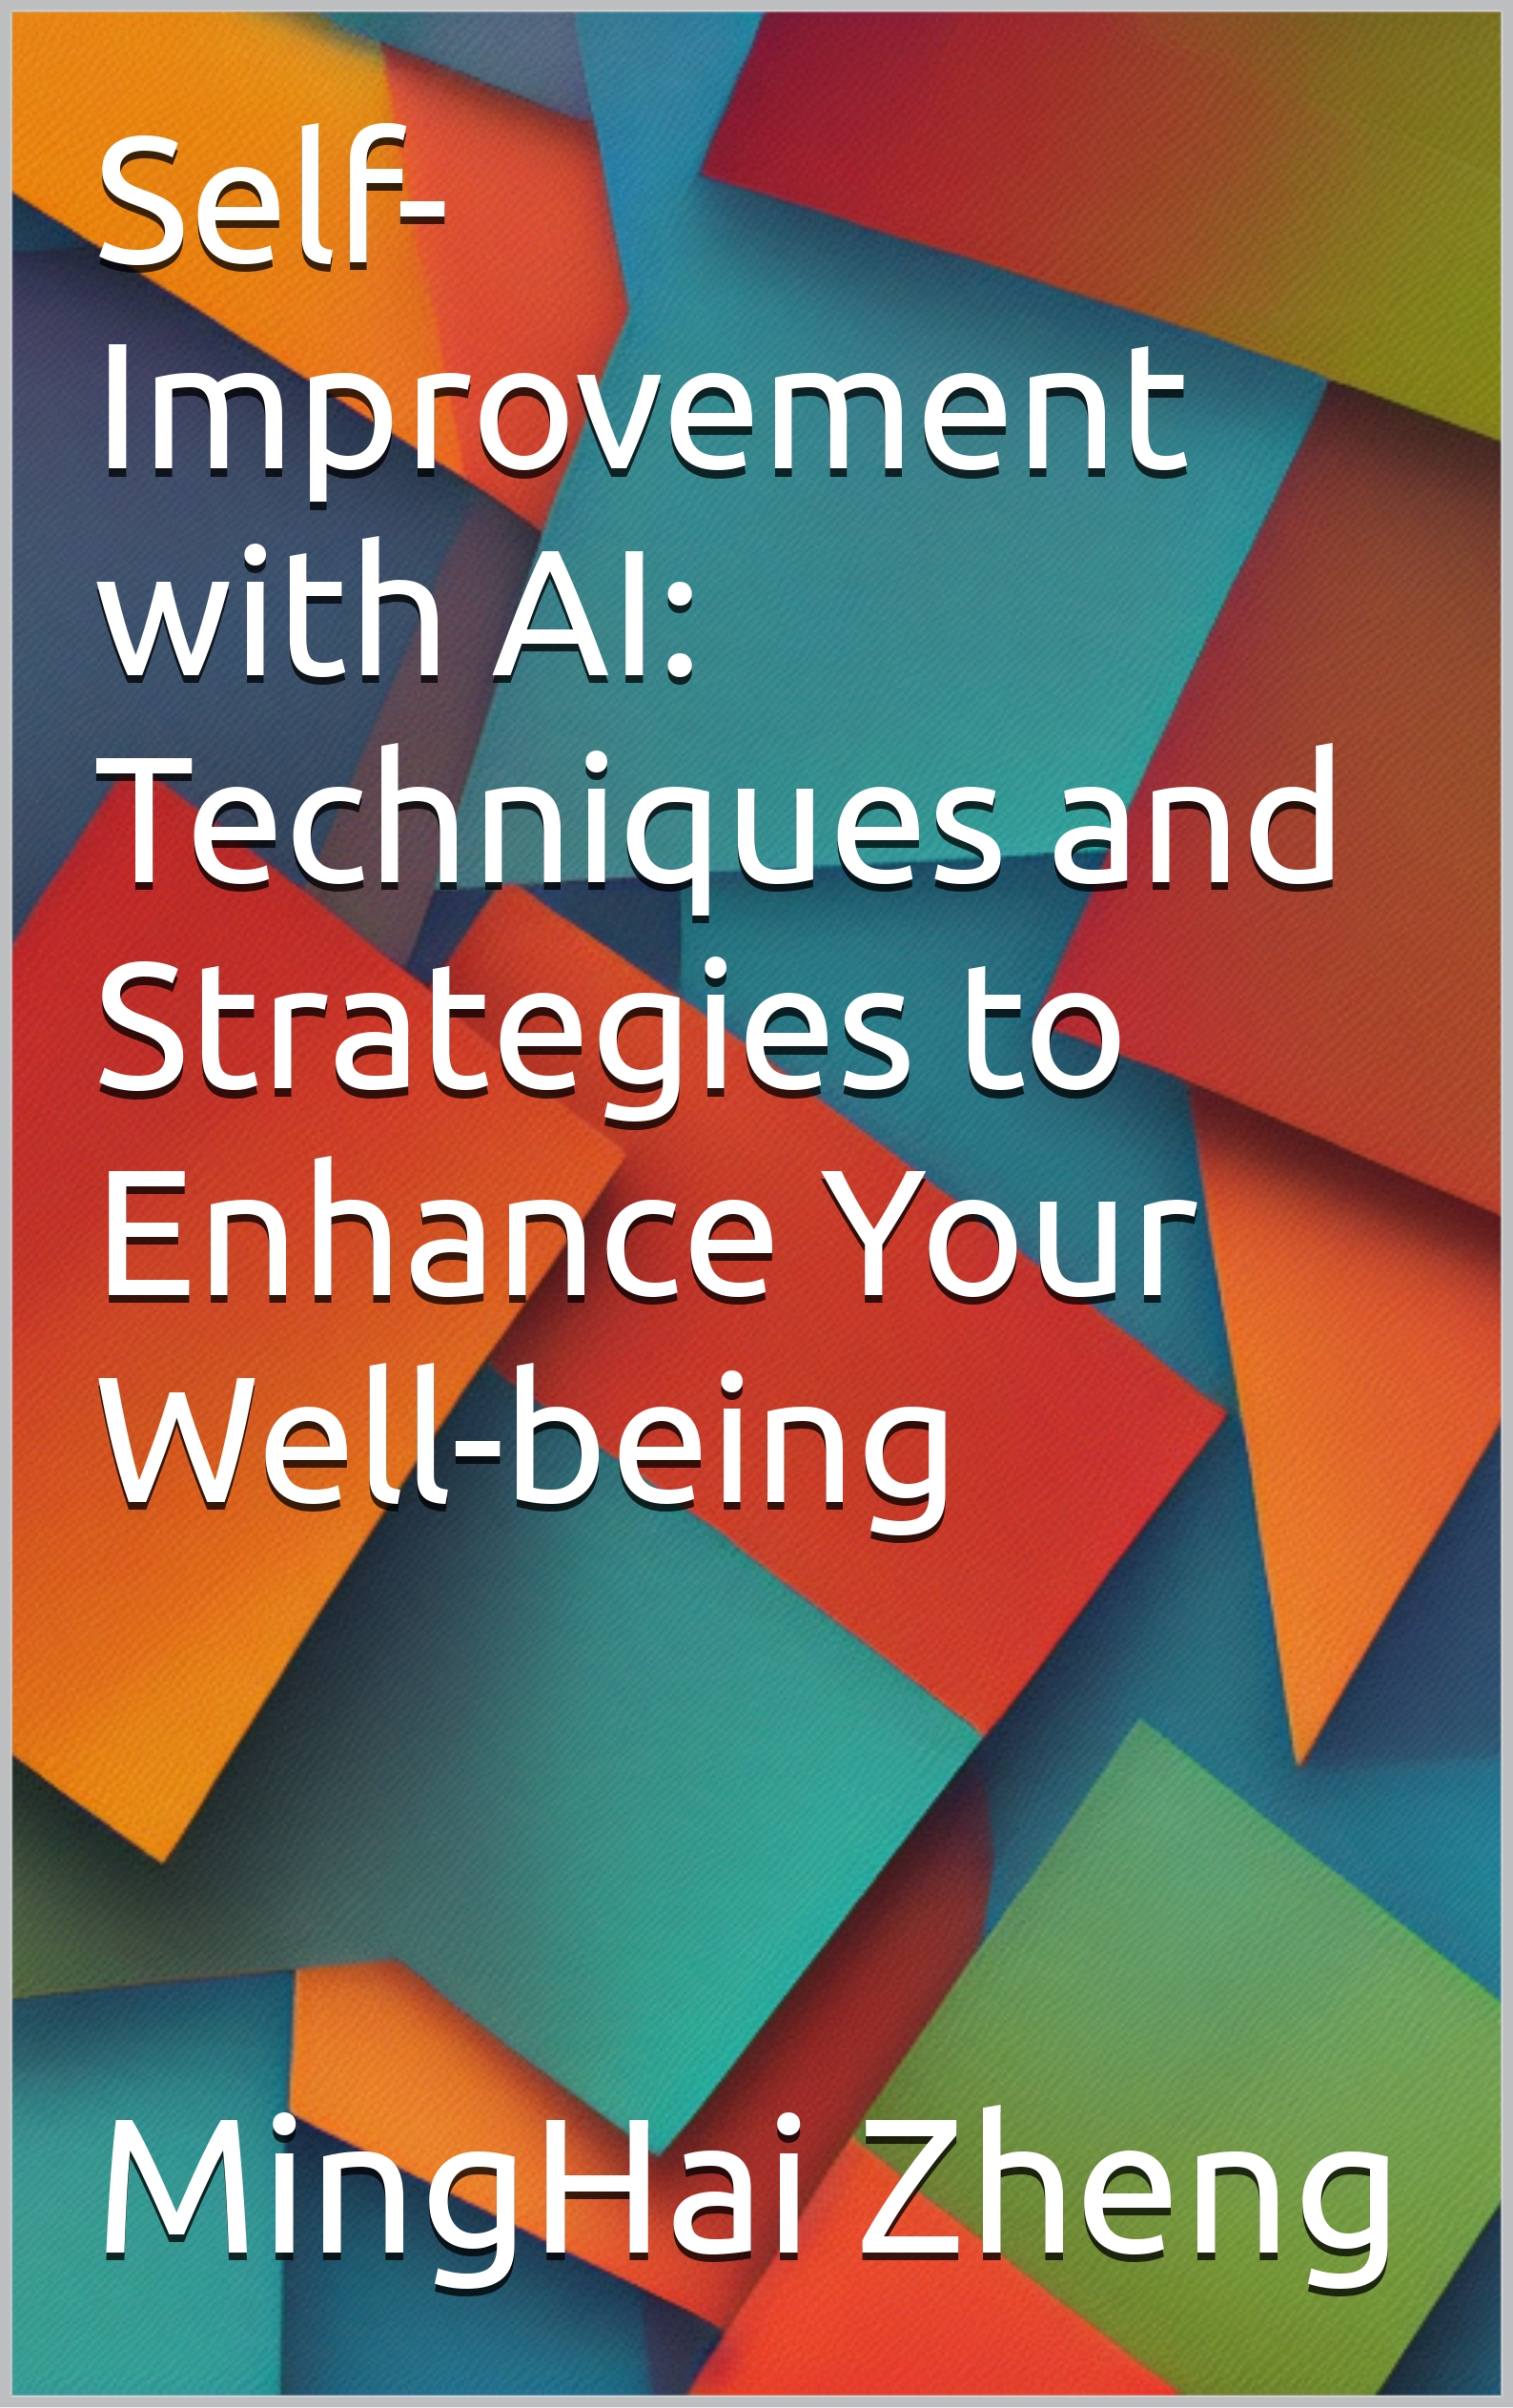 Self-
Improvement
with AI:
Techniques and
Strategies to
Enhance Your
Well-being
MingHai Zheng